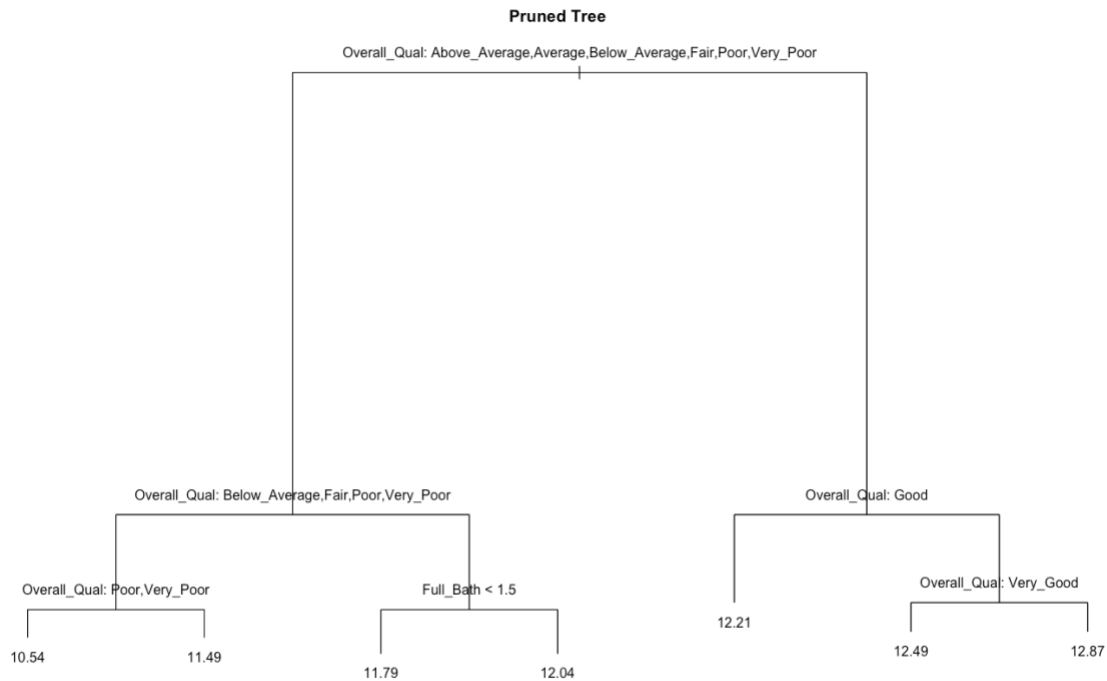 Pruned Tree
Overall_Qual: Above_Average,Average,Below_Average,Fair,Poor,Very_Poor
Overall_Qual: Below_Average,Fair,Poor,Very_Poor
Overall_Qual: Good
Overall_Qual: Poor,Very_Poor
Full_Bath < 1.5
Overall_Qual: Very_Good
10.54
11.49
11.79
12.04
12.21
12.49
12.87